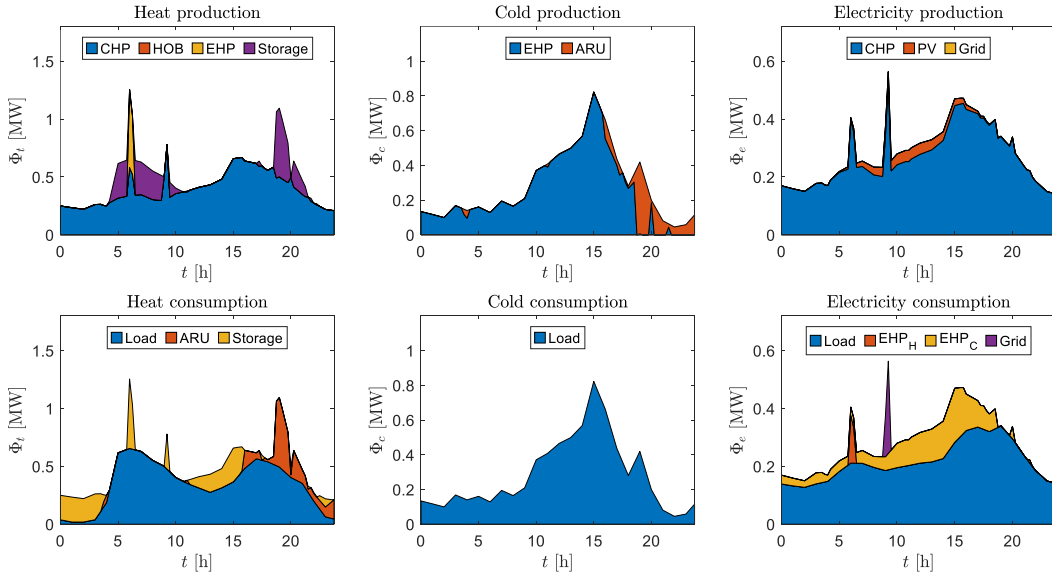 Heat production
CHP HOB EHP Storage
Φt [MW]
1.5
1
0.5
0
0 5 10 15 20
t [h]
Cold production
EHP ARU
Φc [MW]
1
0.8
0.6
0.4
0.2
0
0 5 10 15 20
t [h]
Electricity production
CHP PV Grid
Φe [MW]
0.6
0.4
0.2
0
0 5 10 15 20
t [h]
Heat consumption
Load ARU Storage
Φt [MW]
1.5
1
0.5
0
0 5 10 15 20
t [h]
Cold consumption
Load
Φc [MW]
1
0.8
0.6
0.4
0.2
0
0 5 10 15 20
t [h]
Electricity consumption
Load EHPH EHPC Grid
Φe [MW]
0.6
0.4
0.2
0
0 5 10 15 20
t [h]